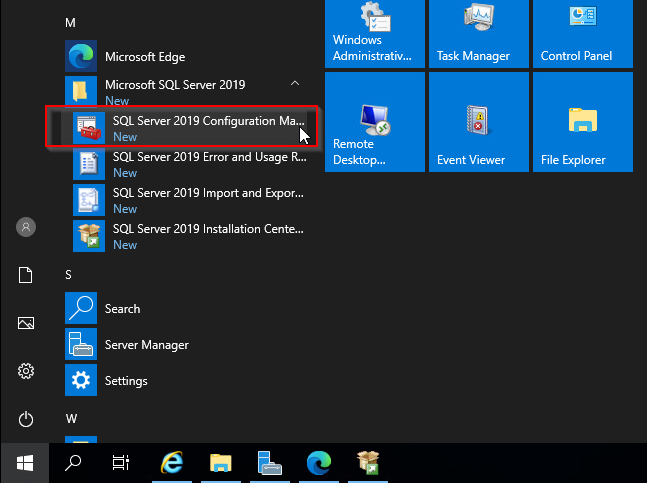 M
Microsoft Edge
Microsoft SQL Server 2019
New
SQL Server 2019 Configuration Ma...
New
SQL Server 2019 Error and Usage R...
New
SQL Server 2019 Import and Expor...
New
SQL Server 2019 Installation Cente...
New
S
Search
Server Manager
Settings
W
Windows
Administrativ...
Task Manager
Control Panel
Remote
Desktop...
Event Viewer
File Explorer